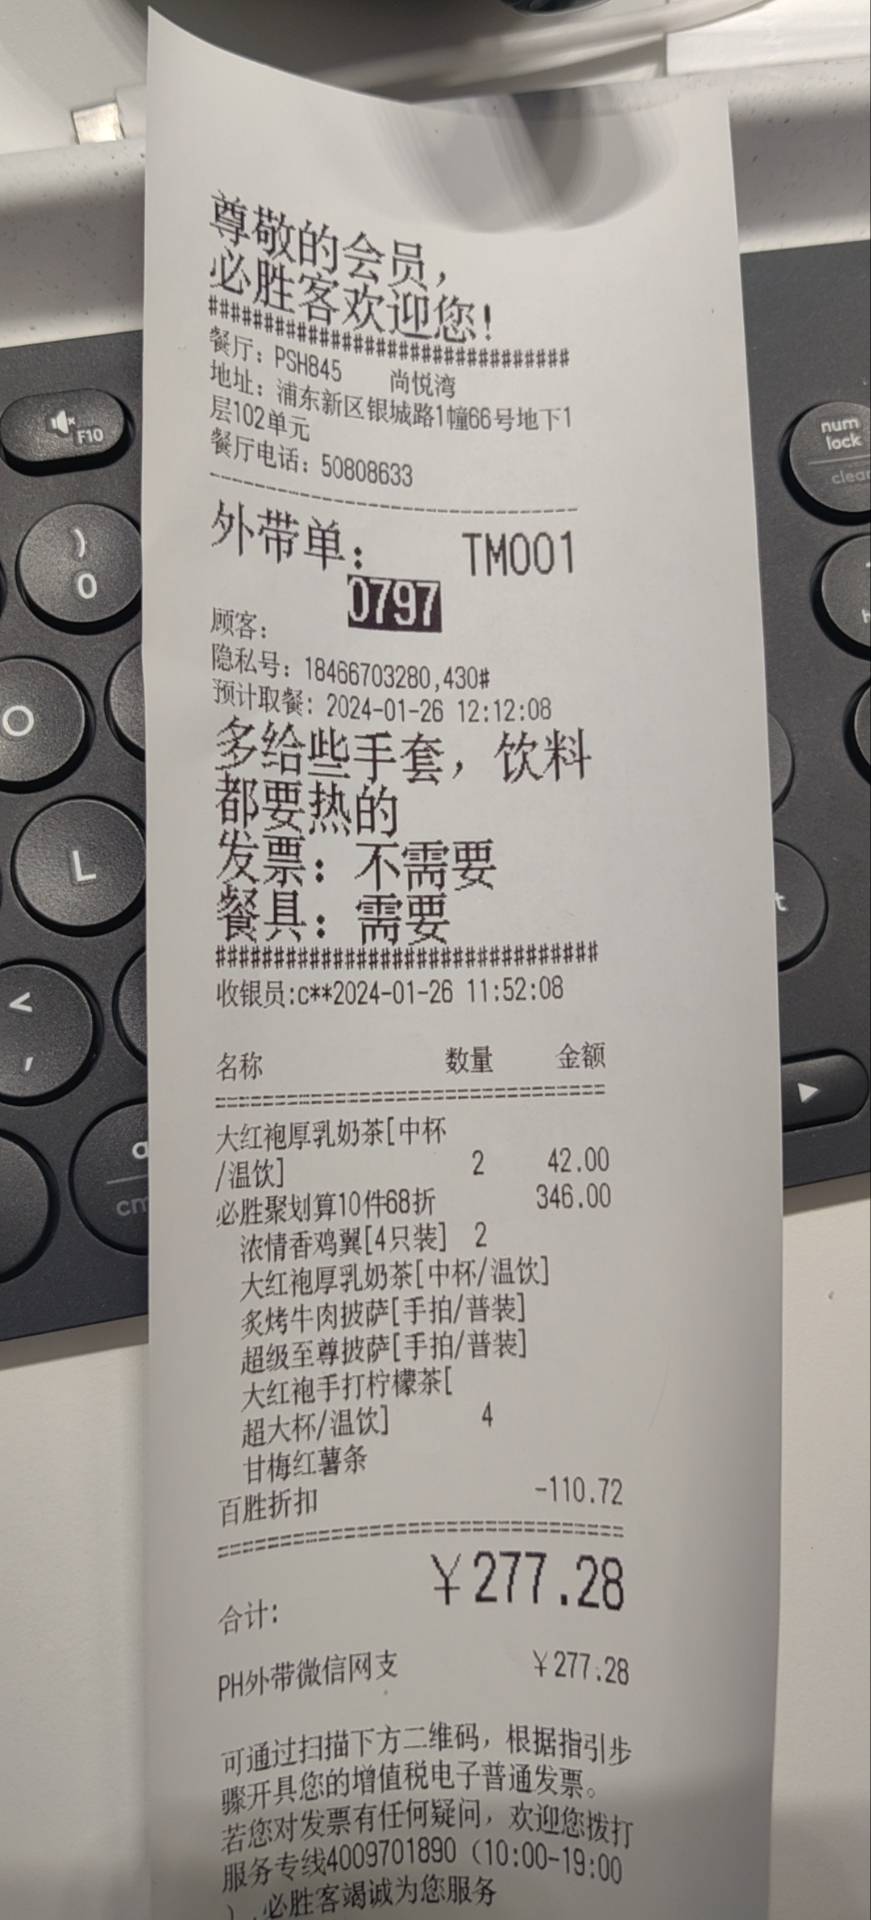 尊敬的会员，
必胜客欢迎您!
################################
餐厅：PSH845 尚悦湾
地址：浦东新区银城路1幢66号地下1
层102单元
餐厅电话：50808633
--------------------------------
外带单： TM001
0797
顾客：
隐私号：18466703280,430#
预计取餐：2024-01-26 12:12:08
多给些手套，饮料
都要热的
发票：不需要
餐具：需要
################################
收银员:c**2024-01-26 11:52:08
名称 数量 金额
================================
大红袍厚乳奶茶[中杯
/温饮] 2 42.00
必胜聚划算10件68折 346.00
浓情香鸡翼[4只装] 2
大红袍厚乳奶茶[中杯/温饮]
炙烤牛肉披萨[手拍/普装]
超级至尊披萨[手拍/普装]
大红袍手打柠檬茶[
超大杯/温饮] 4
甘梅红薯条
百胜折扣 -110.72
================================
合计: ￥277.28
PH外带微信网支 ￥277.28
可通过扫描下方二维码，根据指引步
骤开具您的增值税电子普通发票。
若您对发票有任何疑问，欢迎您拨打
服务专线4009701890（10:00-19:00
）.必胜客竭诚为您服务
F10
)
0
O
L
<
,
num
lock
clear
cm
t